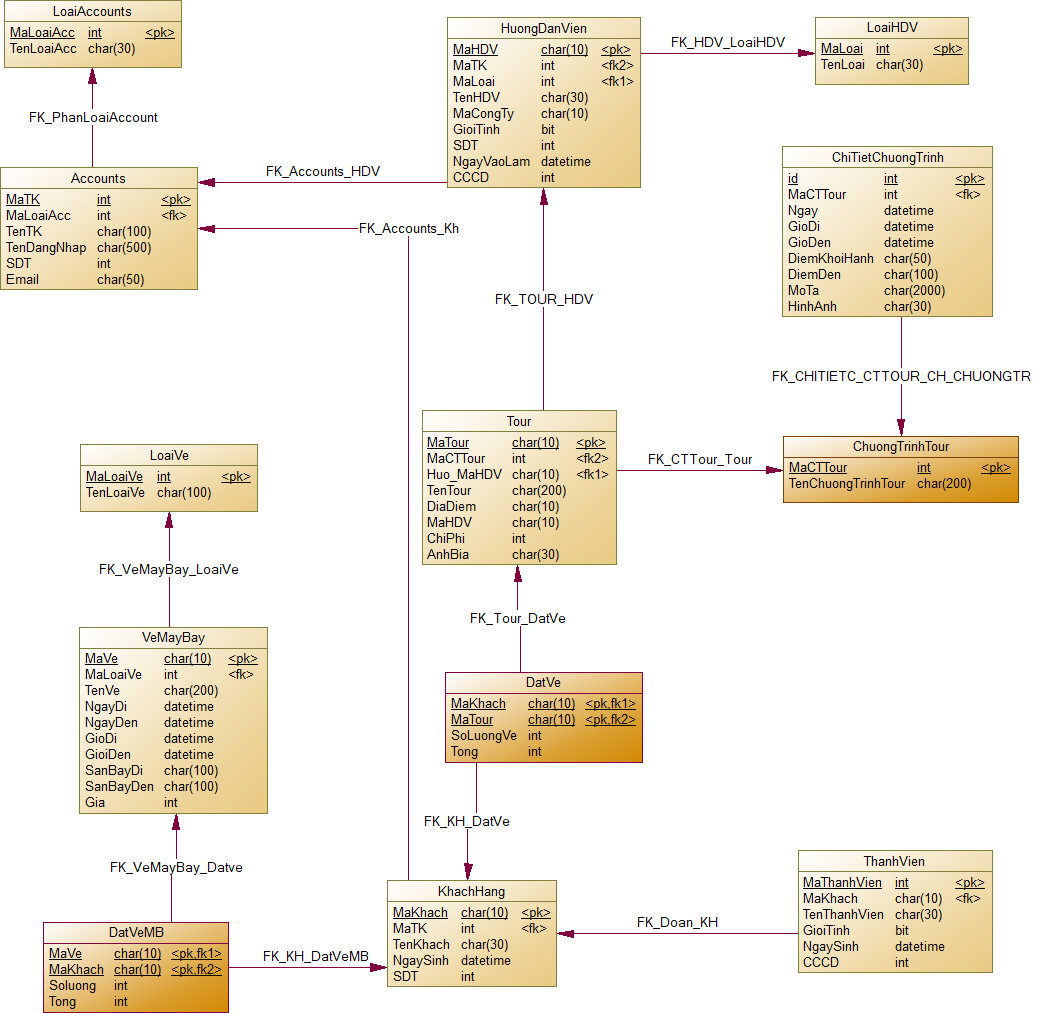 LoaiAccounts
MaLoaiAcc int <pk>
TenLoaiAcc char(30)
FK_PhanLoaiAccount
Accounts
MaTK int <pk>
MaLoaiAcc int <fk>
TenTK char(100)
TenDangNhap char(500)
SDT int
Email char(50)
FK_Accounts_HDV
FK_Accounts_Kh
HuongDanVien
MaHDV char(10) <pk>
MaTK int <fk2>
MaLoai int <fk1>
TenHDV char(30)
MaCongTy char(10)
GioiTinh bit
SDT int
NgayVaoLam datetime
CCCD int
FK_HDV_LoaiHDV
LoaiHDV
MaLoai int <pk>
TenLoai char(30)
ChiTietChuongTrinh
id int <pk>
MaCTTour int <fk>
Ngay datetime
GioDi datetime
GioDen datetime
DiemKhoiHanh char(50)
DiemDen char(100)
MoTa char(2000)
HinhAnh char(30)
FK_TOUR_HDV
FK_CHITIETC_CTTOUR_CH_CHUONGTR
Tour
MaTour char(10) <pk>
MaCTTour int <fk2>
Huo_MaHDV char(10) <fk1>
TenTour char(200)
DiaDiem char(10)
MaHDV char(10)
ChiPhi int
AnhBia char(30)
FK_CTTour_Tour
ChuongTrinhTour
MaCTTour int <pk>
TenChuongTrinhTour char(200)
LoaiVe
MaLoaiVe int <pk>
TenLoaiVe char(100)
FK_VeMayBay_LoaiVe
FK_Tour_DatVe
VeMayBay
MaVe char(10) <pk>
MaLoaiVe int <fk>
TenVe char(200)
NgayDi datetime
NgayDen datetime
GioDi datetime
GioiDen datetime
SanBayDi char(100)
SanBayDen char(100)
Gia int
DatVe
MaKhach char(10) <pk,fk1>
MaTour char(10) <pk,fk2>
SoLuongVe int
Tong int
FK_KH_DatVe
FK_VeMayBay_Datve
DatVeMB
MaVe char(10) <pk,fk1>
MaKhach char(10) <pk,fk2>
Soluong int
Tong int
FK_KH_DatVeMB
KhachHang
MaKhach char(10) <pk>
MaTK int <fk>
TenKhach char(30)
NgaySinh datetime
SDT int
FK_Doan_KH
ThanhVien
MaThanhVien int <pk>
MaKhach char(10) <fk>
TenThanhVien char(30)
GioiTinh bit
NgaySinh datetime
CCCD int